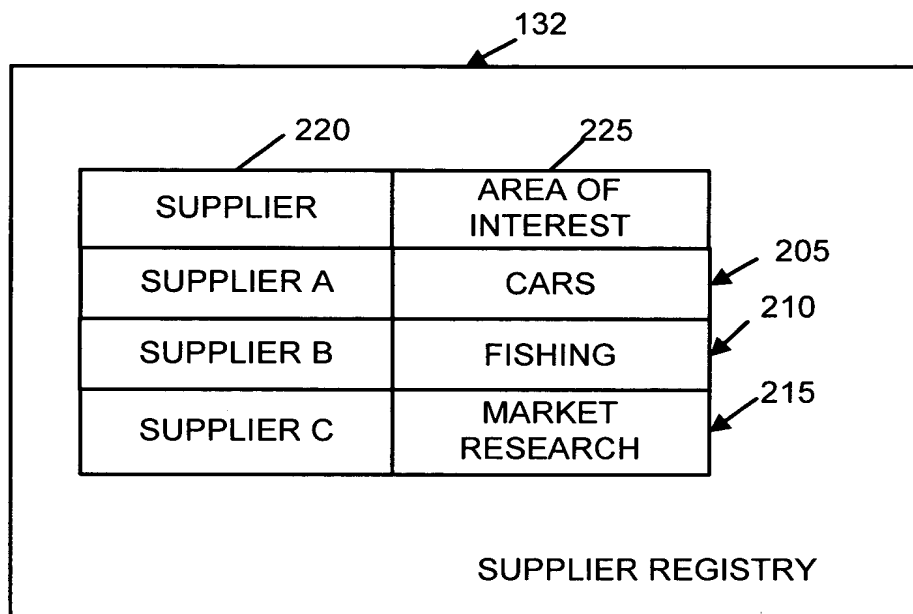 132
220
225
SUPPLIER
AREA OF
INTEREST
SUPPLIER A
CARS
205
SUPPLIER B
FISHING
210
SUPPLIER C
MARKET
RESEARCH
215
SUPPLIER REGISTRY